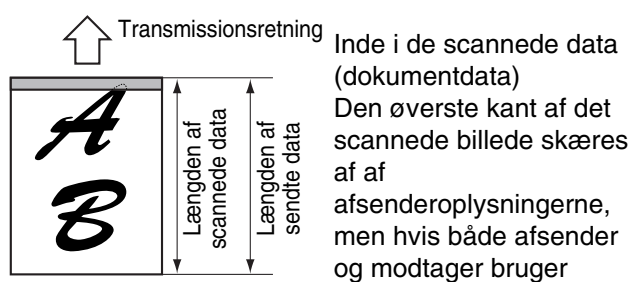 Transmissionsretning
A
B
Længden af
scannede data
Længden af
sendte data
Inde i de scannede data
(dokumentdata)
Den øverste kant af det
scannede billede skæres
af af
afsenderoplysningerne,
men hvis både afsender
og modtager bruger